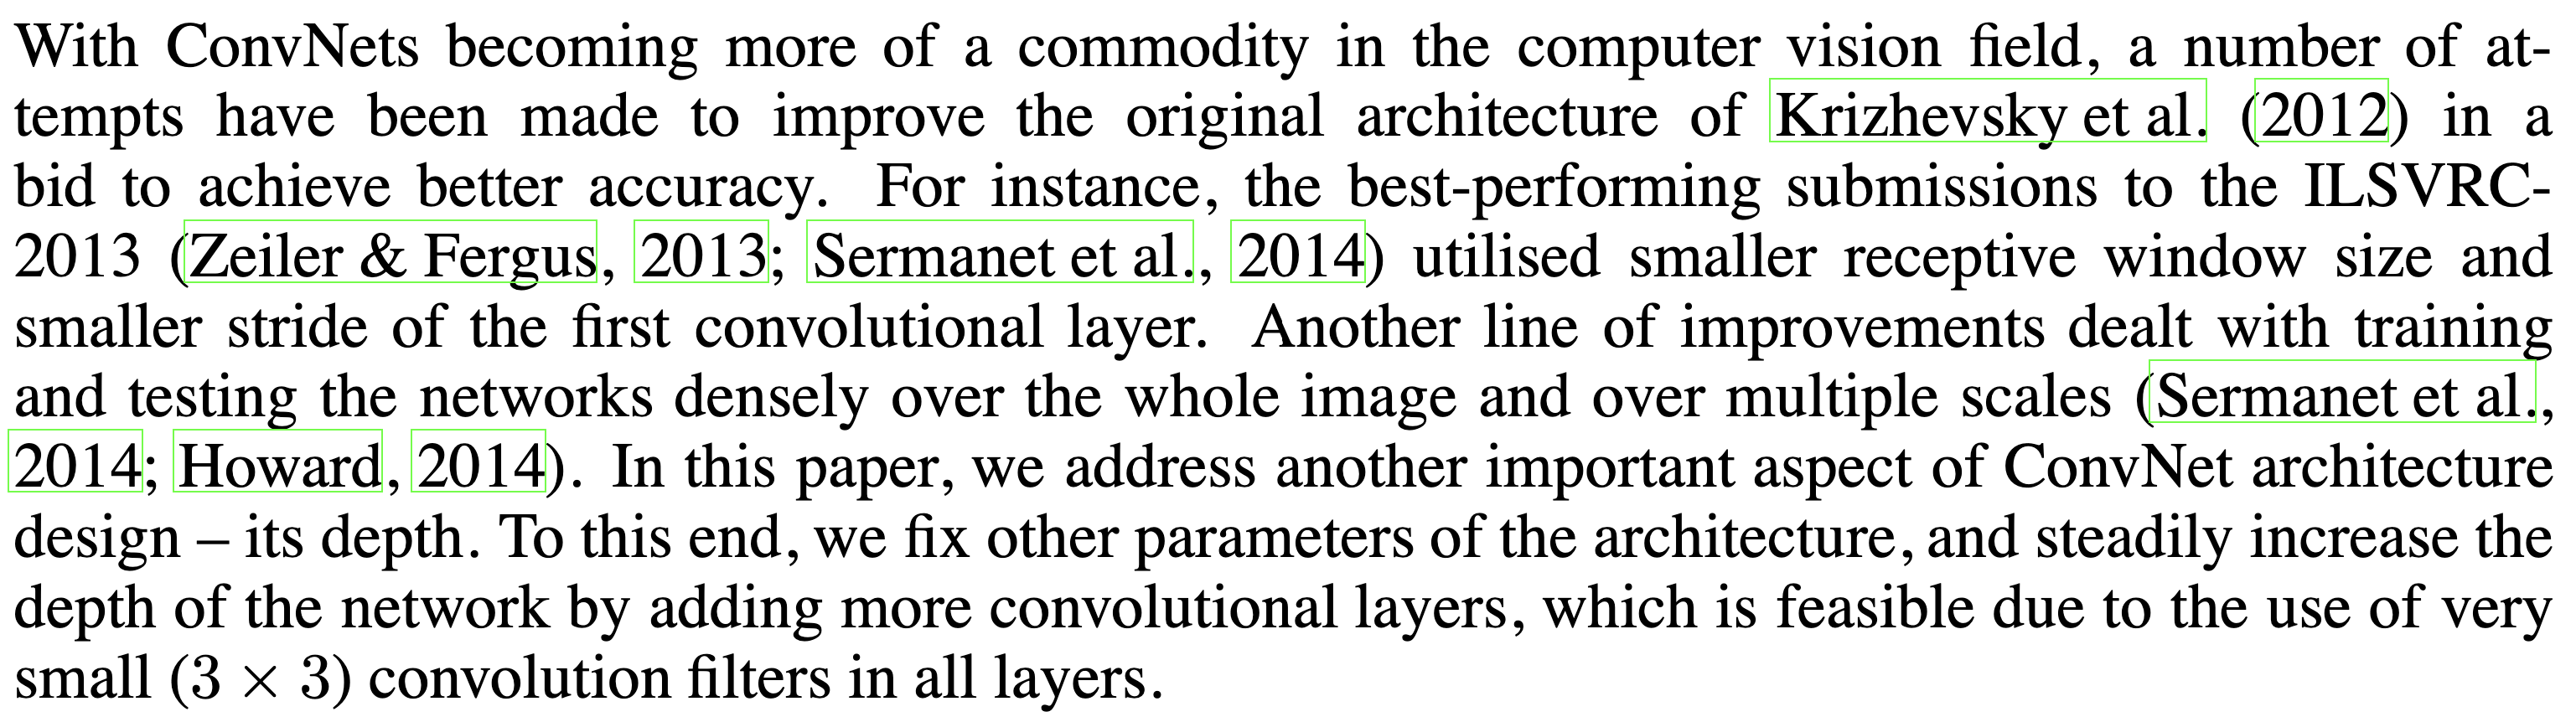 With ConvNets becoming more of a commodity in the computer vision field, a number of at-
tempts have been made to improve the original architecture of Krizhevsky et al. (2012) in a
bid to achieve better accuracy. For instance, the best-performing submissions to the ILSVRC-
2013 (Zeiler & Fergus, 2013; Sermanet et al., 2014) utilised smaller receptive window size and
smaller stride of the first convolutional layer. Another line of improvements dealt with training
and testing the networks densely over the whole image and over multiple scales (Sermanet et al.,
2014; Howard, 2014). In this paper, we address another important aspect of ConvNet architecture
design – its depth. To this end, we fix other parameters of the architecture, and steadily increase the
depth of the network by adding more convolutional layers, which is feasible due to the use of very
small (3 × 3) convolution filters in all layers.